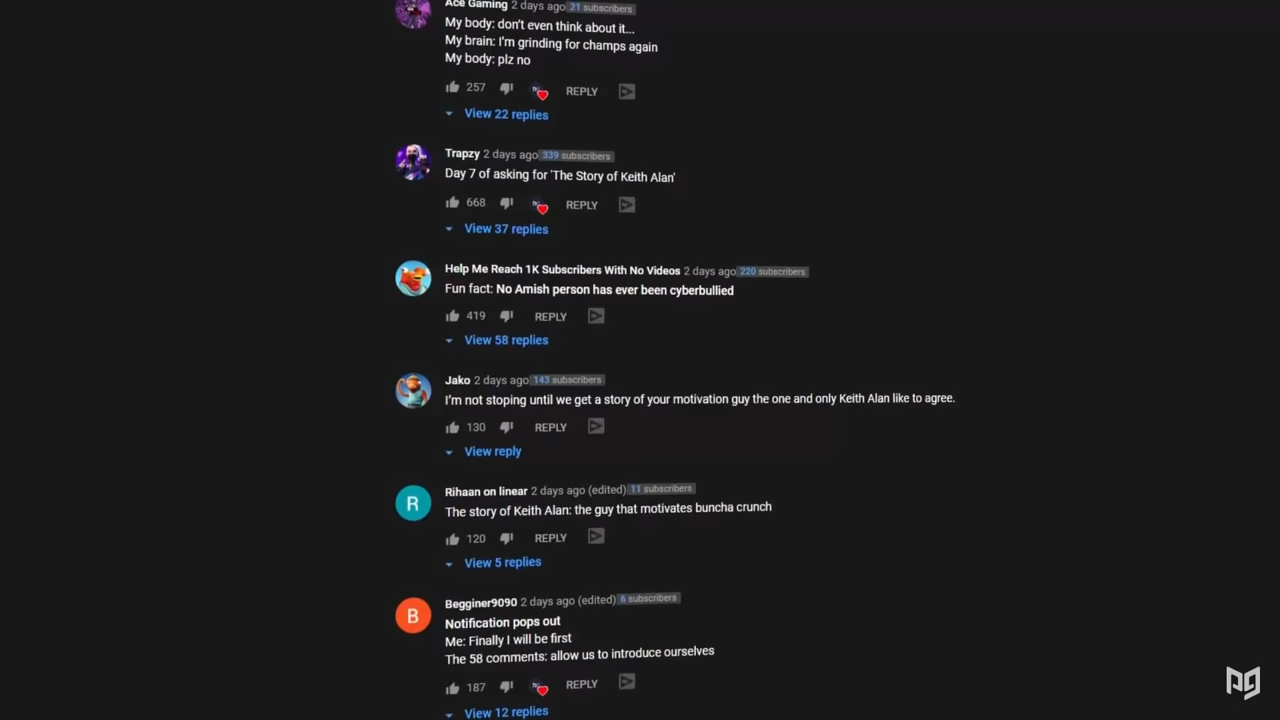 Ace Gaming 2 days ago 21 subscribers
My body: don't even think about it...
My brain: I'm grinding for champs again
My body: plz no
257 REPLY
View 22 replies
Trapzy 2 days ago 339 subscribers
Day 7 of asking for 'The Story of Keith Alan'
668 REPLY
View 37 replies
Help Me Reach 1K Subscribers With No Videos 2 days ago 220 subscribers
Fun fact: No Amish person has ever been cyberbullied
419 REPLY
View 58 replies
Jako 2 days ago 143 subscribers
I'm not stoping until we get a story of your motivation guy the one and only Keith Alan like to agree.
130 REPLY
View reply
R
Rihaan on linear 2 days ago (edited) 11 subscribers
The story of Keith Alan: the guy that motivates buncha crunch
120 REPLY
View 5 replies
B
Begginer9090 2 days ago (edited) 6 subscribers
Notification pops out
Me: Finally I will be first
The 58 comments: allow us to introduce ourselves
187 REPLY
View 12 replies